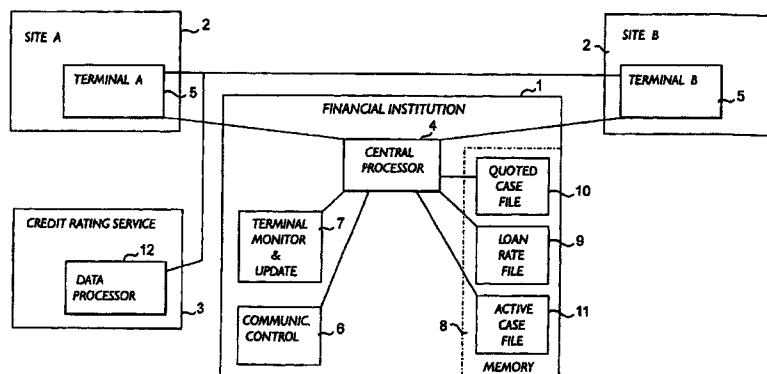 SITE A
2
TERMINAL A
5
2
SITE B
TERMINAL B
5
1
FINANCIAL INSTITUTION
4
CENTRAL
PROCESSOR
QUOTED
CASE
FILE
10
TERMINAL
MONITOR
&
UPDATE
7
LOAN
RATE
FILE
9
CREDIT RATING SERVICE
12
DATA
PROCESSOR
3
COMMUNIC.
CONTROL
6
8
ACTIVE
CASE
FILE
11
MEMORY